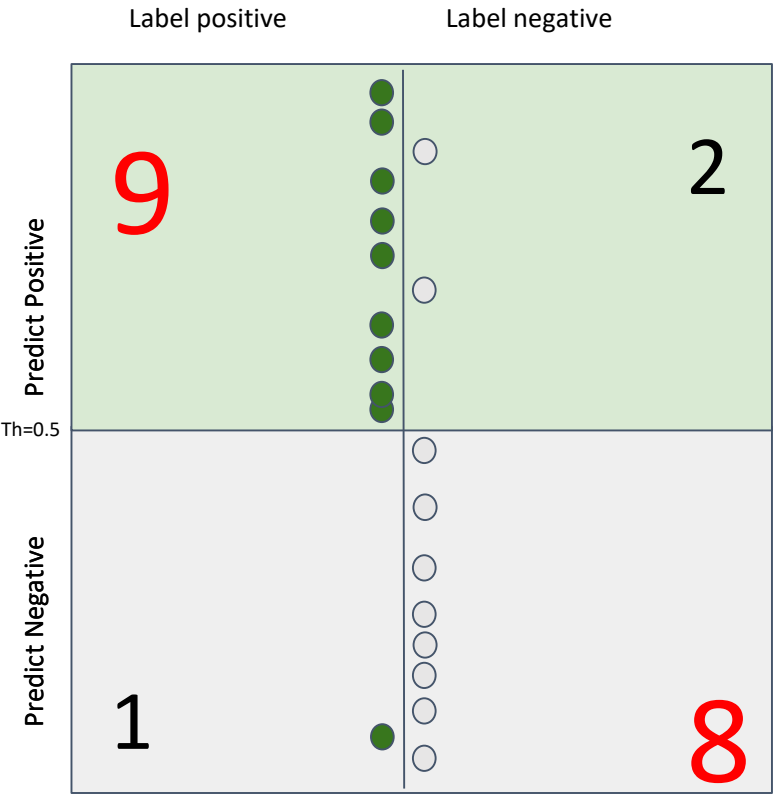 Label positive
Label negative
9
2
Predict Positive
Th=0.5
Predict Negative
1
8